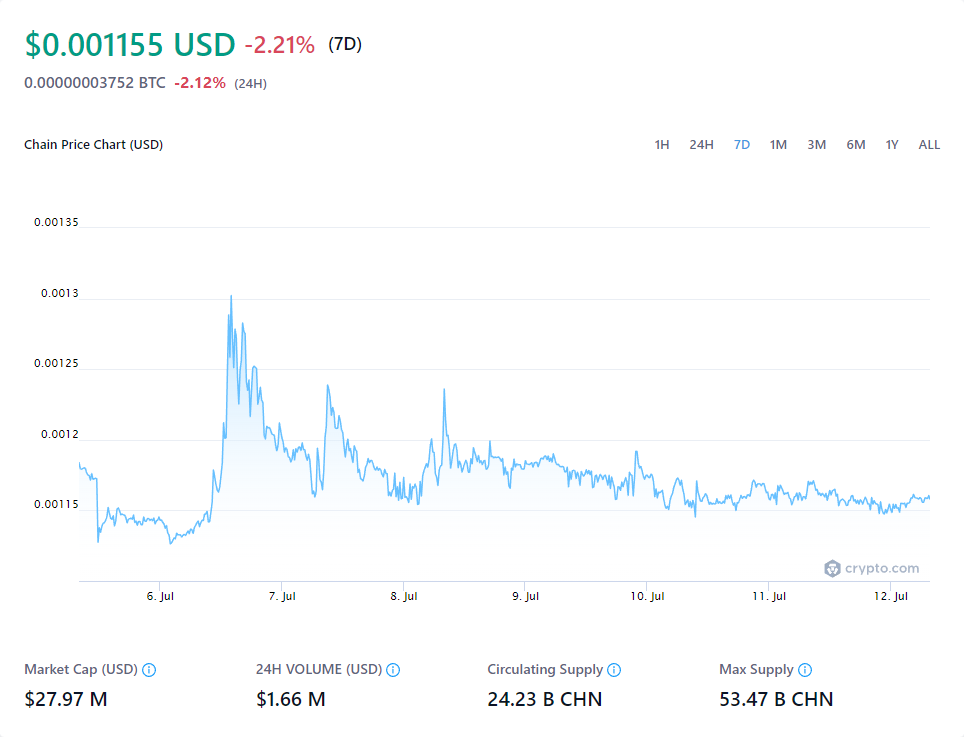 $0.001155 USD -2.21% (7D)
0.00000003752 BTC -2.12% (24H)
Chain Price Chart (USD) 1H 24H 7D 1M 3M 6M 1Y ALL
0.00135
0.0013
0.00125
0.0012
0.00115
crypto.com
6. Jul 7. Jul 8. Jul 9. Jul 10. Jul 11. Jul 12. Jul
Market Cap (USD) 24H VOLUME (USD) Circulating Supply Max Supply
$27.97 M $1.66 M 24.23 B CHN 53.47 B CHN